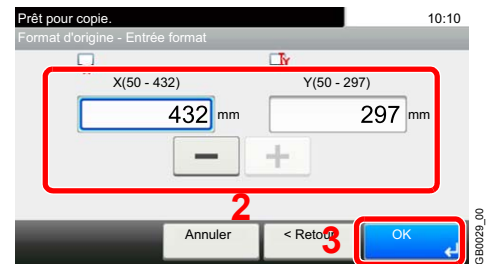 Prêt pour copie. 10:10
Format d'origine - Entrée format
Y
X(50 - 432) Y(50 - 297)
432 mm 297 mm
2
Annuler < Retour 3 OK
GB0029_00